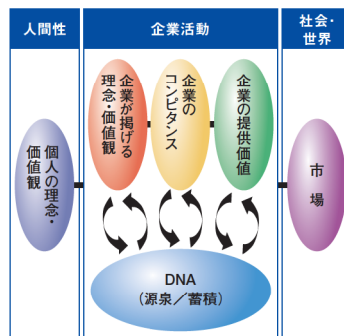 人間性
企業活動
社会・
世界
個人の理念・
価値観
企業が掲げる
理念・価値観
企業の
コンピタンス
企業の提供価値
市場
DNA
(源泉／蓄積)